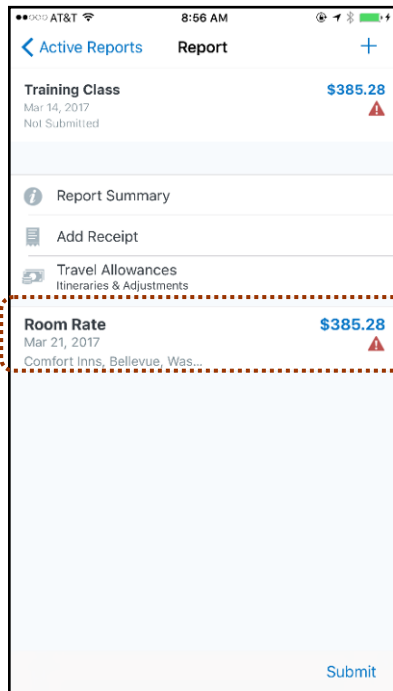 AT&T 8:56 AM
Active Reports Report +
Training Class $385.28
Mar 14, 2017
Not Submitted
Report Summary
Add Receipt
Travel Allowances
Itineraries & Adjustments
Room Rate $385.28
Mar 21, 2017
Comfort Inns, Bellevue, Was...
Submit